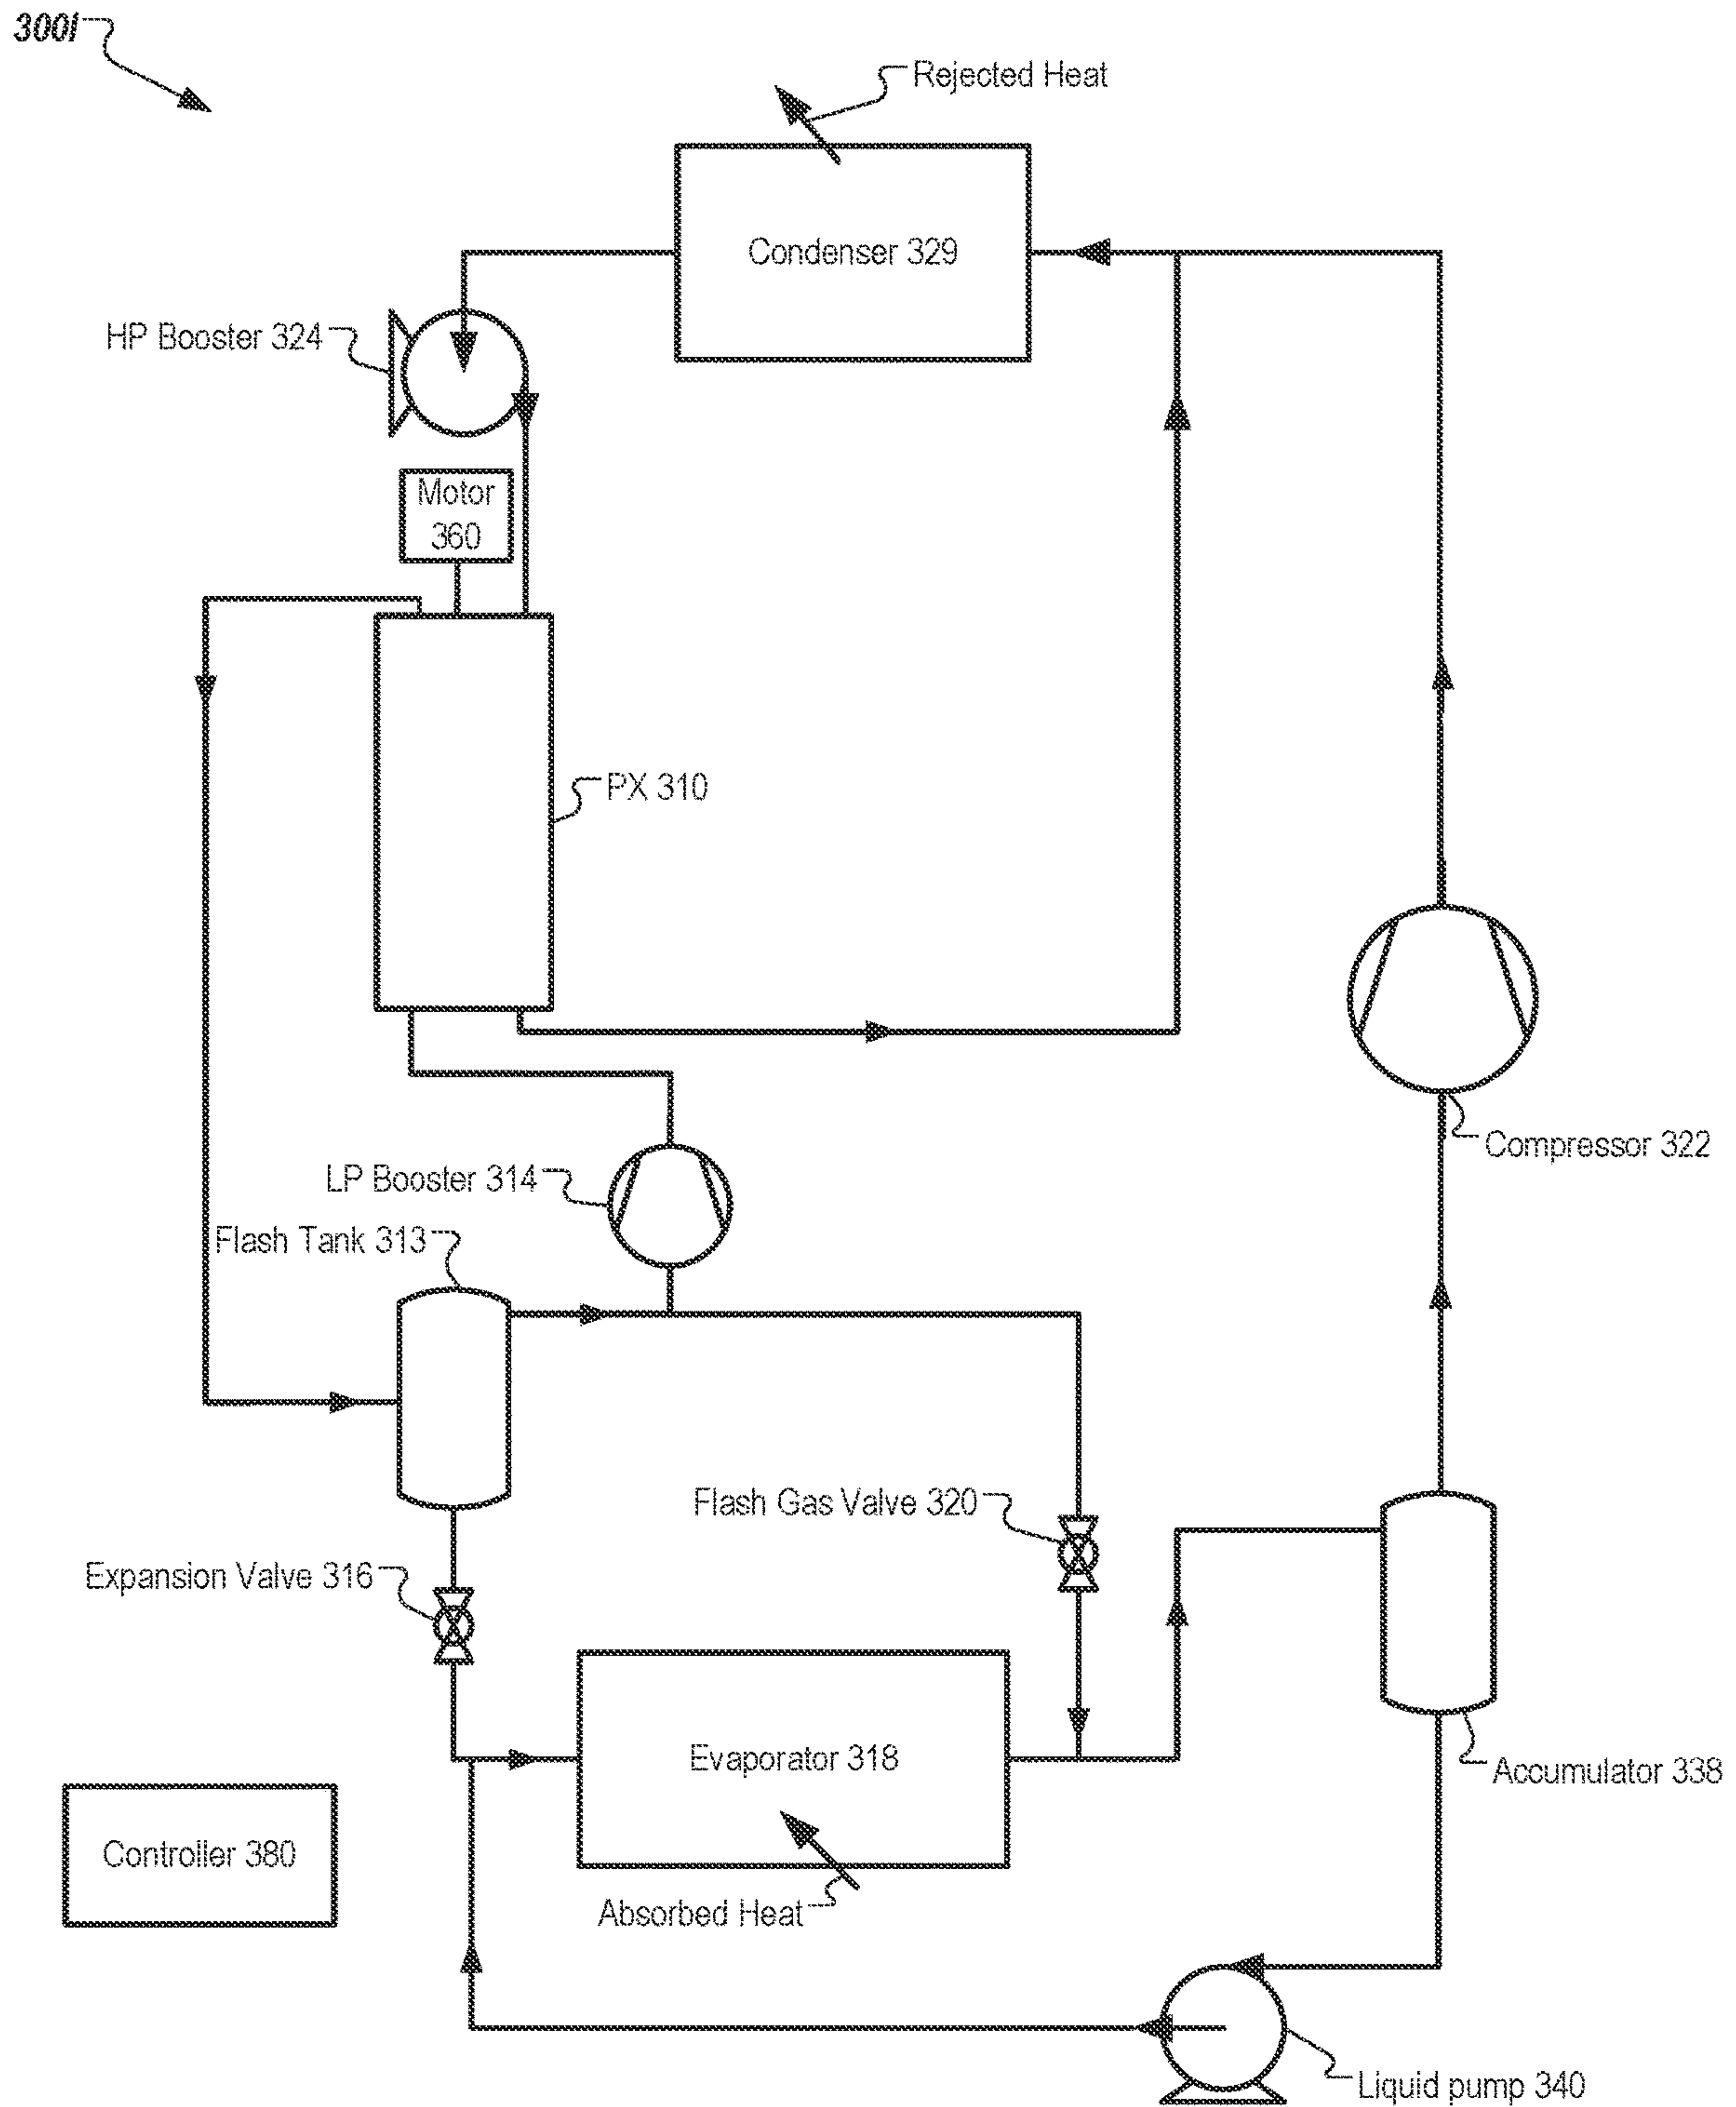 300I
Rejected Heat
Condenser 329
HP Booster 324
Motor
360
PX 310
Compressor 322
LP Booster 314
Flash Tank 313
Flash Gas Valve 320
Expansion Valve 316
Evaporator 318
Accumulator 338
Controller 380
Absorbed Heat
Liquid pump 340